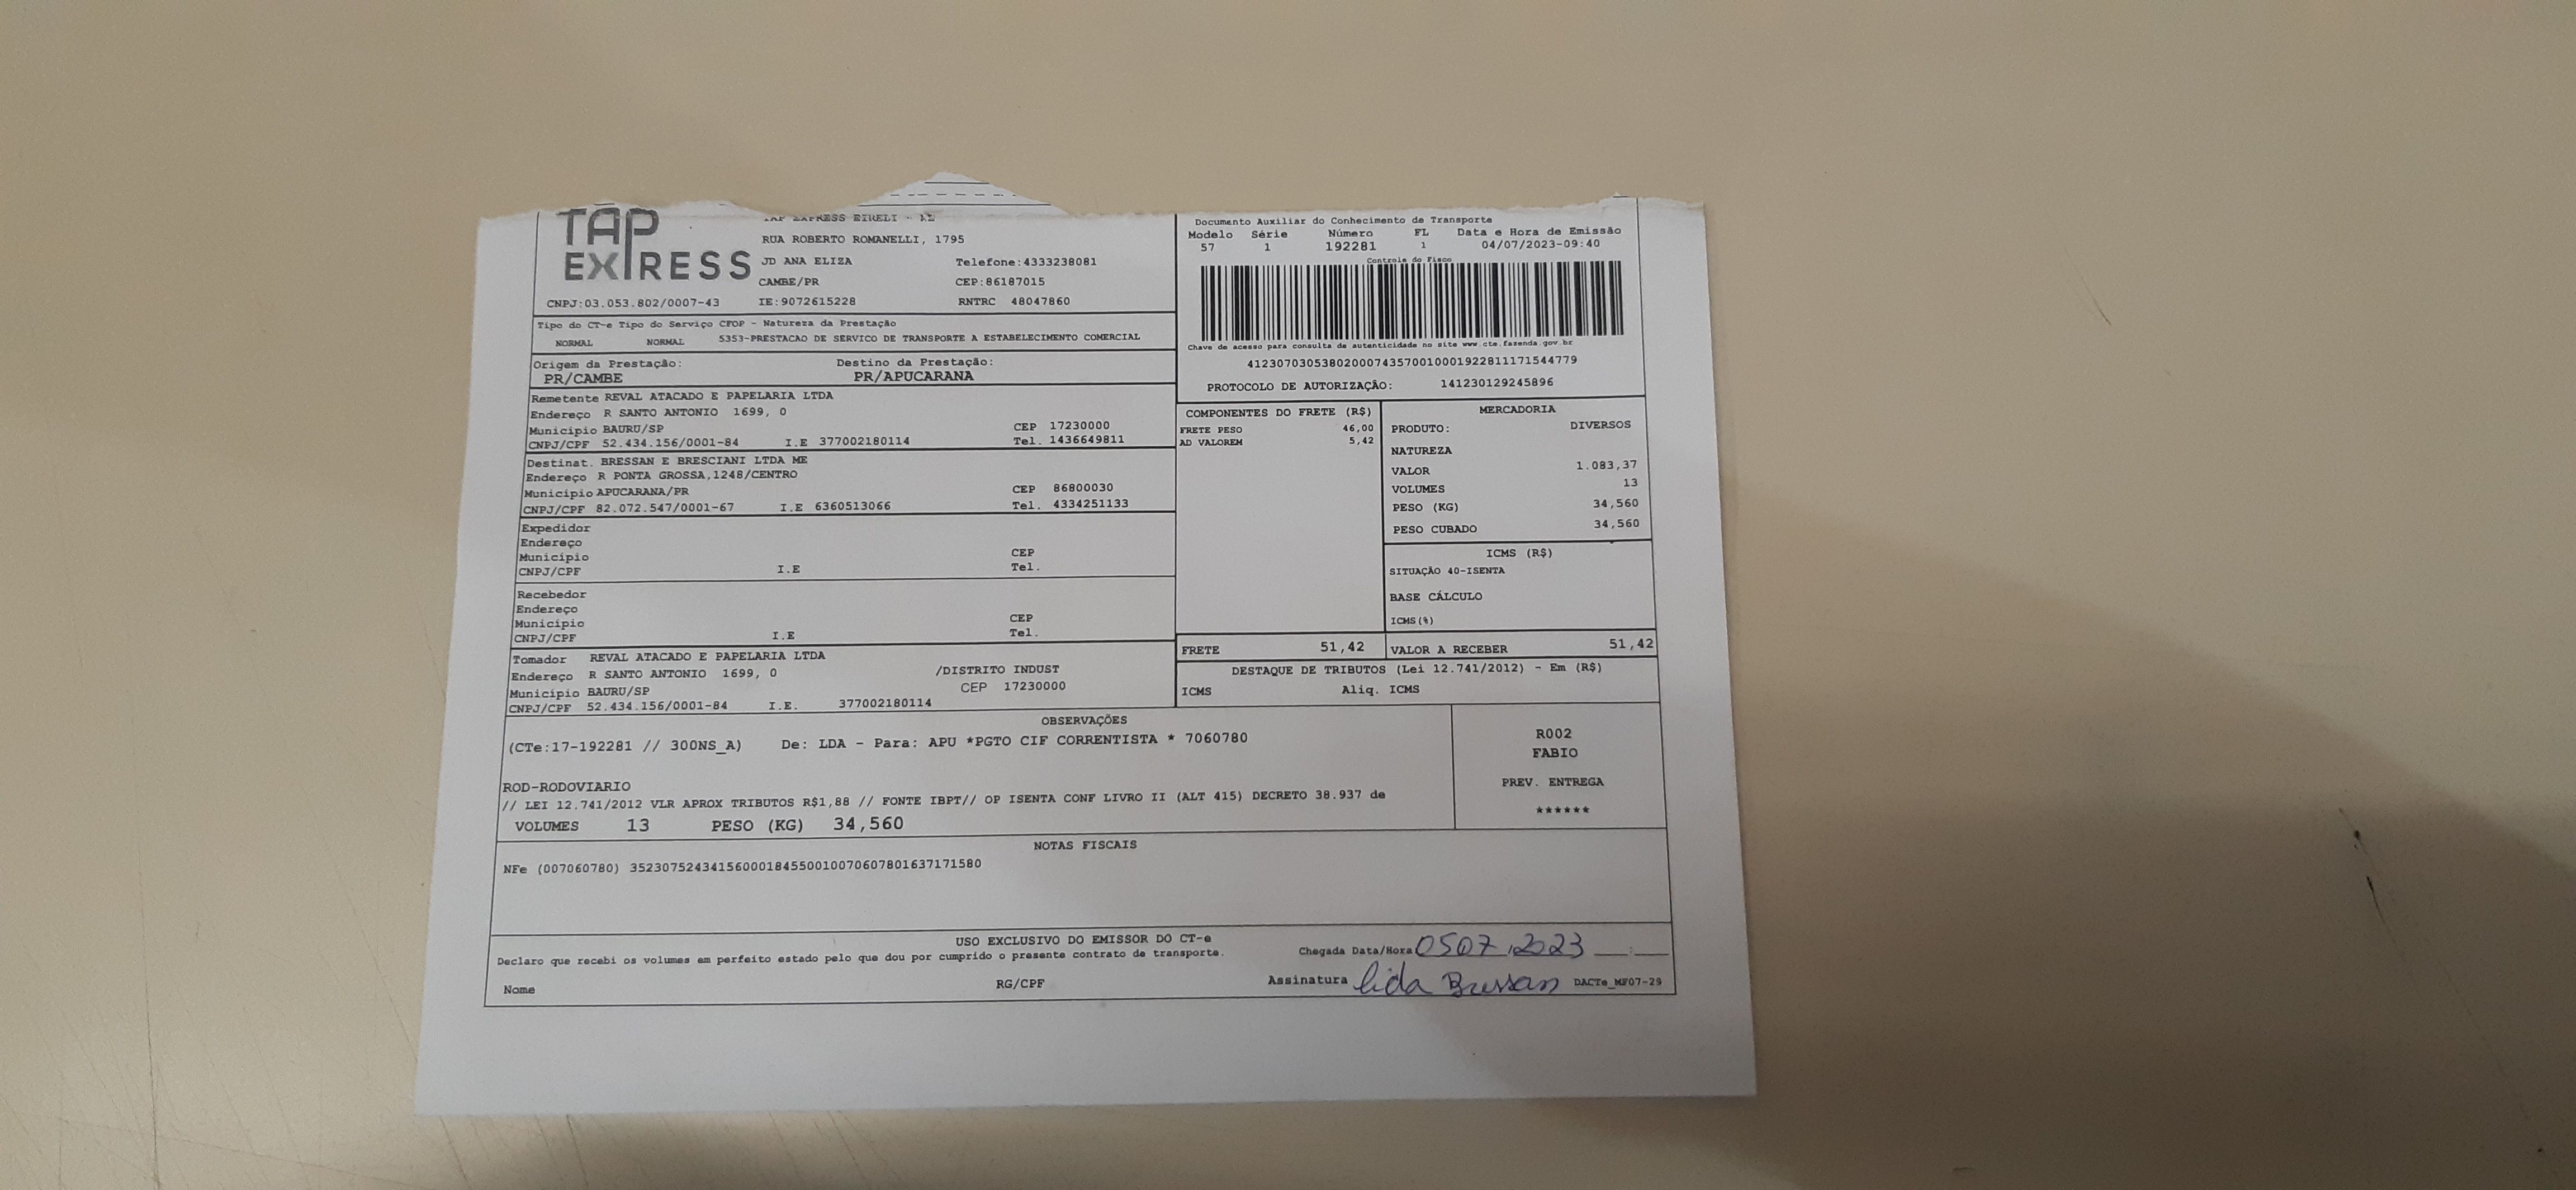 TAP
EXPRESS
TAP EXPRESS EIRELI - ME
RUA ROBERTO ROMANELLI, 1795
JD ANA ELIZA Telefone:4333238081
CAMBE/PR CEP:86187015
CNPJ:03.053.802/0007-43 IE:9072615228 RNTRC 48047860
Documento Auxiliar do Conhecimento de Transporte
Modelo Série Número FL Data e Hora de Emissão
57 1 192281 1 04/07/2023-09:40
Controle do Fisco
Chave de acesso para consulta de autenticidade no site www.cte.fazenda.gov.br
41230703053802000743570010001922811171544779
PROTOCOLO DE AUTORIZAÇÃO: 141230129245896
Tipo do CT-e Tipo do Serviço CFOP - Natureza da Prestação
NORMAL NORMAL 5353-PRESTACAO DE SERVICO DE TRANSPORTE A ESTABELECIMENTO COMERCIAL
Origem da Prestação: Destino da Prestação:
PR/CAMBE PR/APUCARANA
Remetente REVAL ATACADO E PAPELARIA LTDA
Endereço R SANTO ANTONIO 1699, 0
Município BAURU/SP CEP 17230000
CNPJ/CPF 52.434.156/0001-84 I.E 377002180114 Tel. 1436649811
Destinat. BRESSAN E BRESCIANI LTDA ME
Endereço R PONTA GROSSA,1248/CENTRO
Município APUCARANA/PR CEP 86800030
CNPJ/CPF 82.072.547/0001-67 I.E 6360513066 Tel. 4334251133
Expedidor
Endereço
Município CEP
CNPJ/CPF I.E Tel.
Recebedor
Endereço
Município CEP
CNPJ/CPF I.E Tel.
Tomador REVAL ATACADO E PAPELARIA LTDA
Endereço R SANTO ANTONIO 1699, 0 /DISTRITO INDUST
Município BAURU/SP CEP 17230000
CNPJ/CPF 52.434.156/0001-84 I.E. 377002180114
COMPONENTES DO FRETE (R$)
FRETE PESO 46,00
AD VALOREM 5,42
MERCADORIA
PRODUTO: DIVERSOS
NATUREZA
VALOR 1.083,37
VOLUMES 13
PESO (KG) 34,560
PESO CUBADO 34,560
ICMS (R$)
SITUAÇÃO 40-ISENTA
BASE CÁLCULO
ICMS(%)
FRETE 51,42 VALOR A RECEBER 51,42
DESTAQUE DE TRIBUTOS (Lei 12.741/2012) - Em (R$)
ICMS Aliq. ICMS
OBSERVAÇÕES
(CTe:17-192281 // 300NS_A) De: LDA - Para: APU *PGTO CIF CORRENTISTA * 7060780
ROD-RODOVIARIO
// LEI 12.741/2012 VLR APROX TRIBUTOS R$1,88 // FONTE IBPT// OP ISENTA CONF LIVRO II (ALT 415) DECRETO 38.937 de
VOLUMES 13 PESO (KG) 34,560
R002
FABIO
PREV. ENTREGA
******
NOTAS FISCAIS
NFe (007060780) 35230752434156000184550010070607801637171580
USO EXCLUSIVO DO EMISSOR DO CT-e
Declaro que recebi os volumes em perfeito estado pelo que dou por cumprido o presente contrato de transporte.
Chegada Data/Hora 05 07 2023 __:__
Nome RG/CPF Assinatura Lida Bressan DACTe_MF07-29